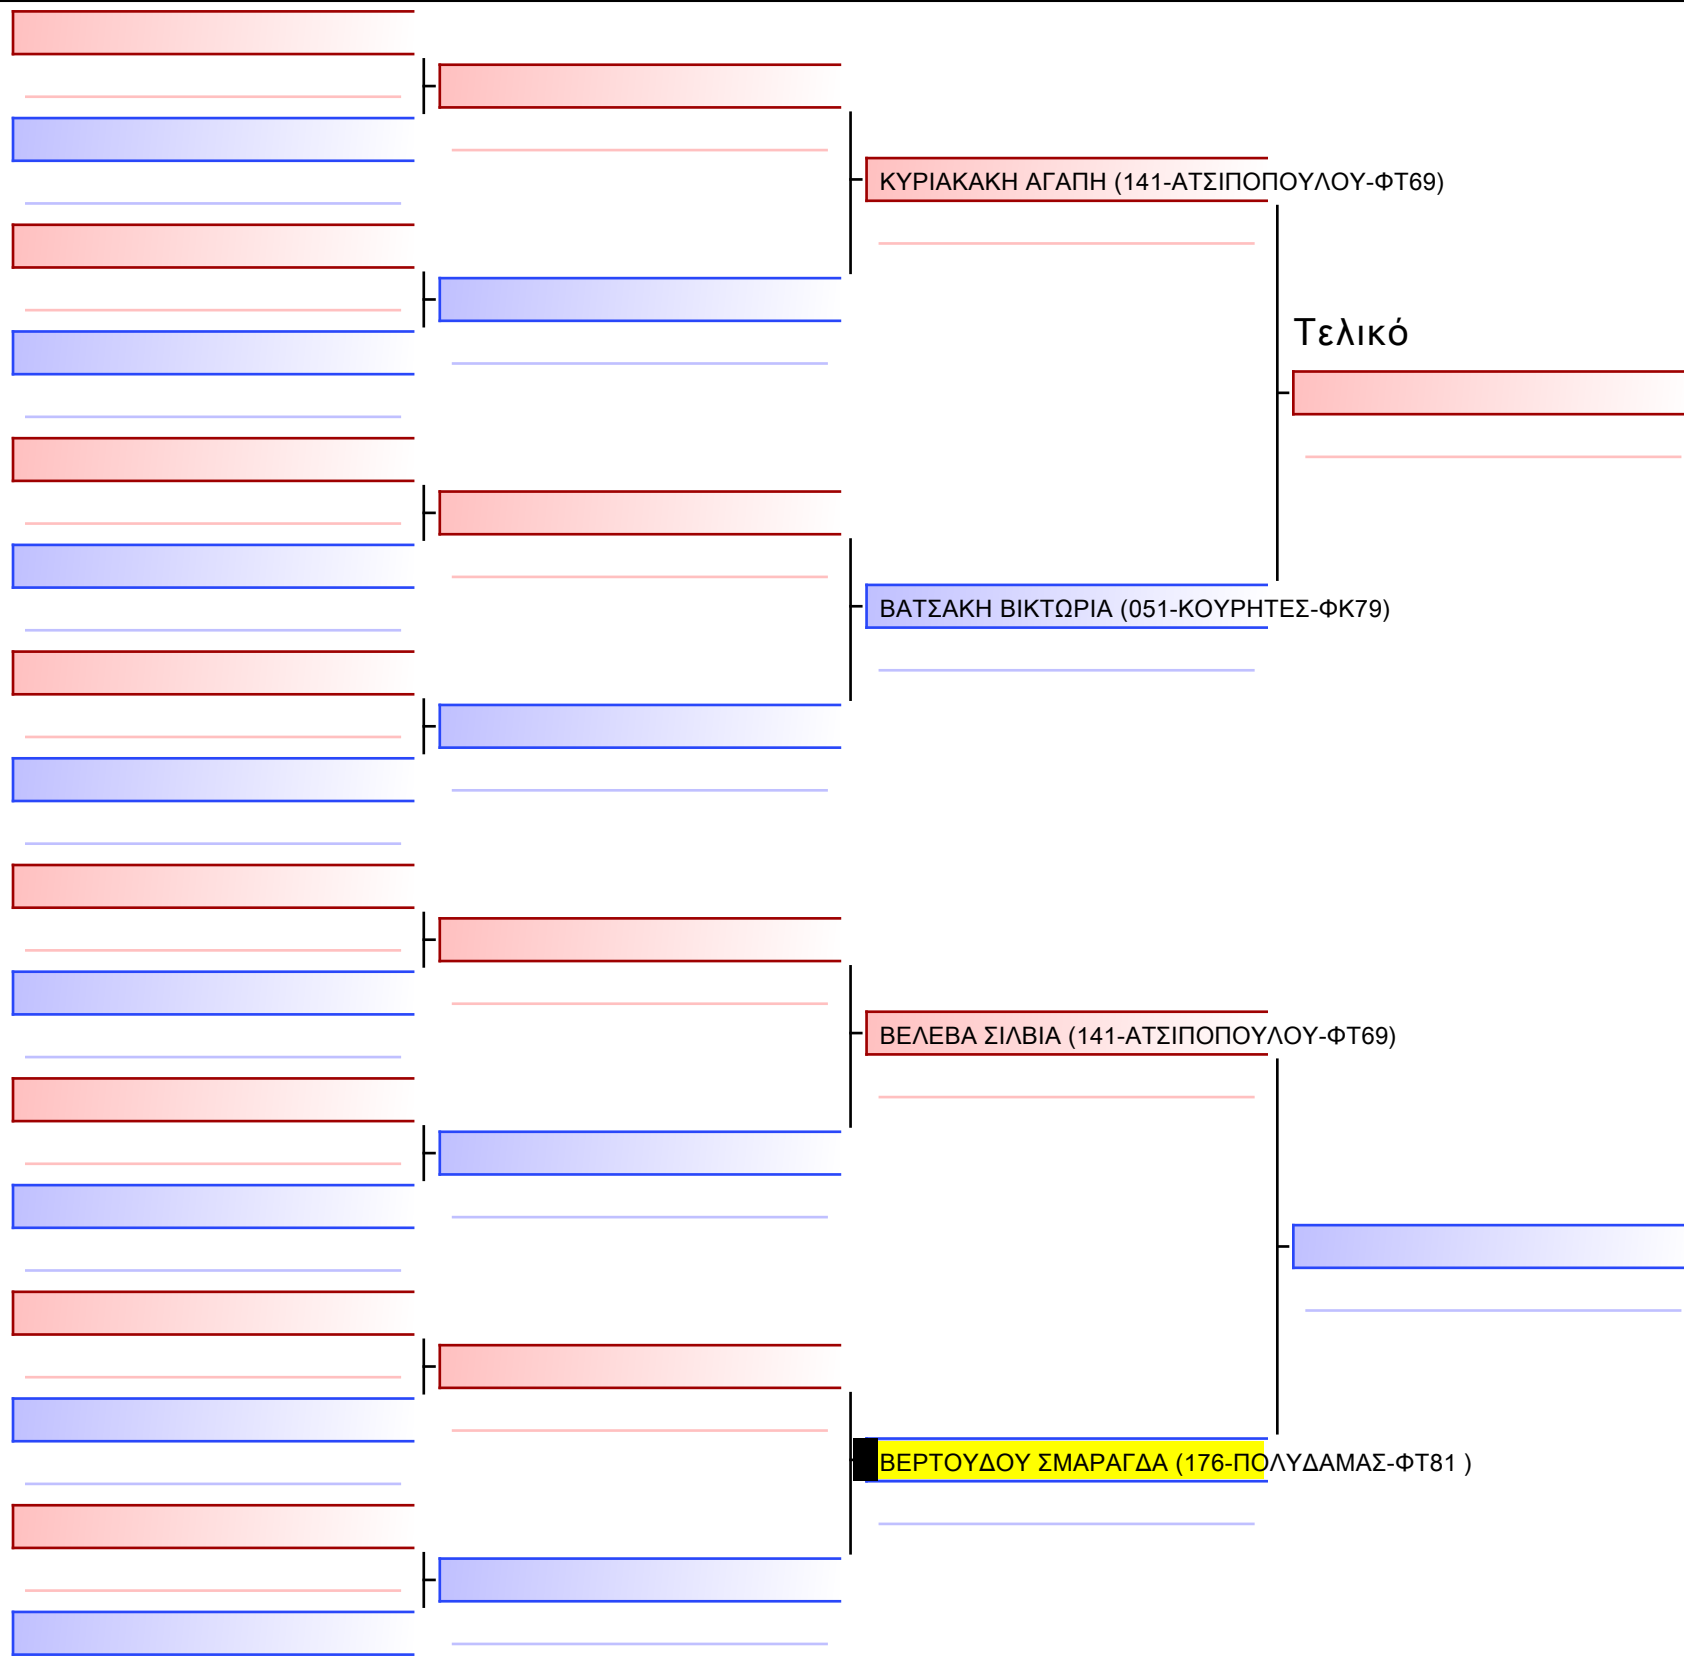 ΚΥΡΙΑΚΑΚΗ ΑΓΑΠΗ (141-ΑΤΣΙΠΟΠΟΥΛΟΥ-ΦΤ69)
Τελικό
ΒΑΤΣΑΚΗ ΒΙΚΤΩΡΙΑ (051-ΚΟΥΡΗΤΕΣ-ΦΚ79)
ΒΕΛΕΒΑ ΣΙΛΒΙΑ (141-ΑΤΣΙΠΟΠΟΥΛΟΥ-ΦΤ69)
ΒΕΡΤΟΥΔΟΥ ΣΜΑΡΑΓΔΑ (176-ΠΟΛΥΔΑΜΑΣ-ΦΤ81 )